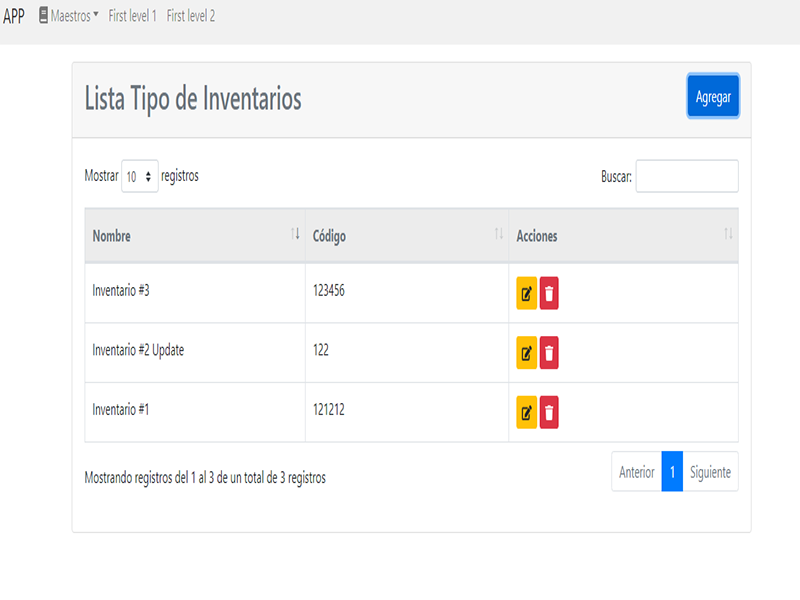 APP Maestros First level 1 First level 2
Lista Tipo de Inventarios
Agregar
Mostrar 10 registros
Buscar:
Nombre Código Acciones
Inventario #3 123456
Inventario #2 Update 122
Inventario #1 121212
Mostrando registros del 1 al 3 de un total de 3 registros
Anterior 1 Siguiente